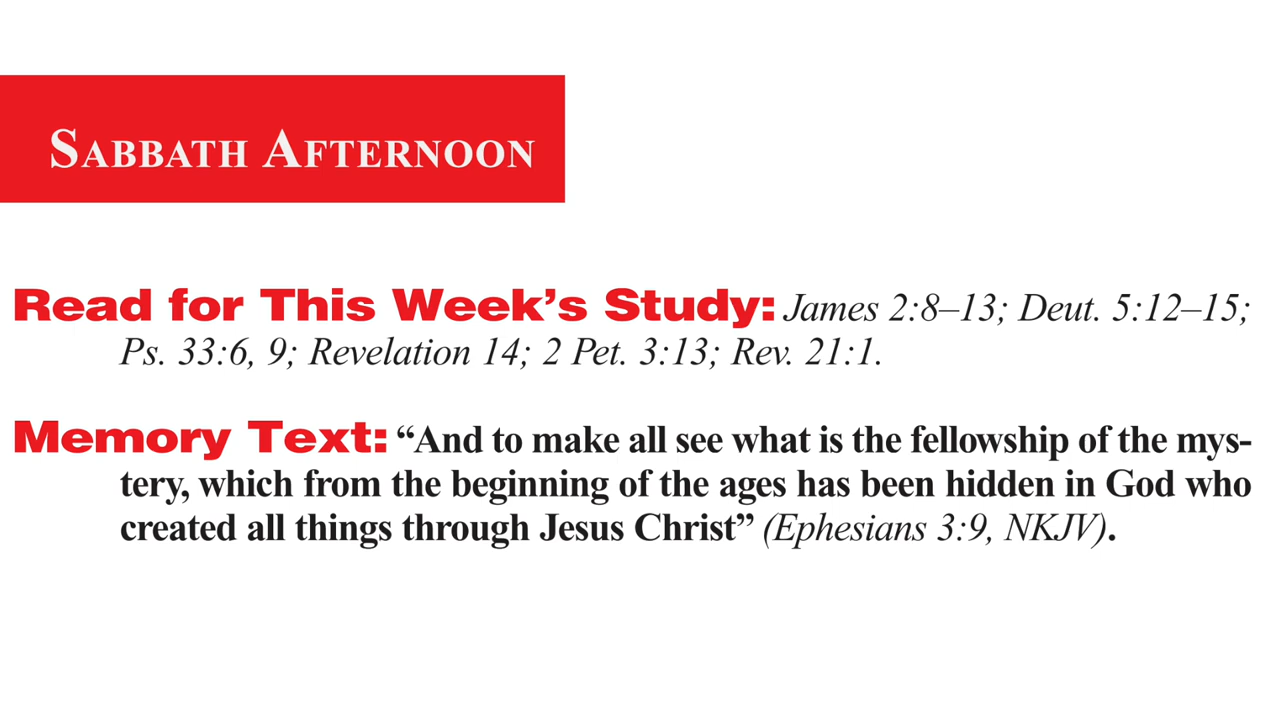 SABBATH AFTERNOON
Read for This Week’s Study: James 2:8–13; Deut. 5:12–15;
Ps. 33:6, 9; Revelation 14; 2 Pet. 3:13; Rev. 21:1.
Memory Text: “And to make all see what is the fellowship of the mys-
tery, which from the beginning of the ages has been hidden in God who
created all things through Jesus Christ” (Ephesians 3:9, NKJV).